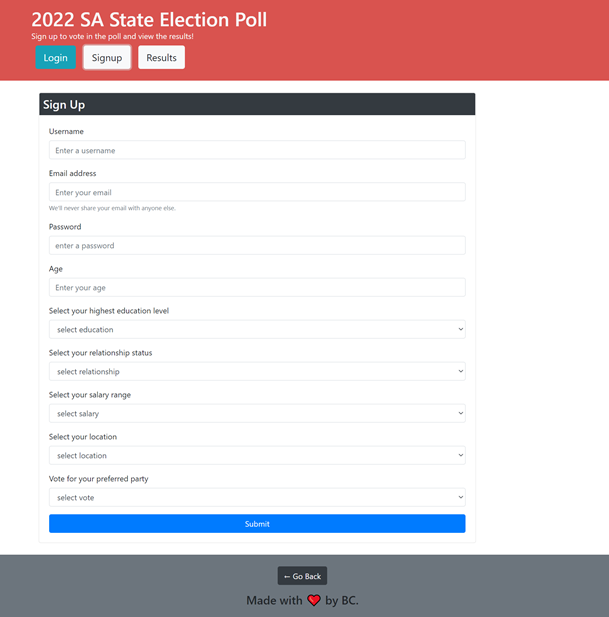 2022 SA State Election Poll
Sign up to vote in the poll and view the results!
Login Signup Results
Sign Up
Username
Enter a username
Email address
Enter your email
We'll never share your email with anyone else.
Password
enter a password
Age
Enter your age
Select your highest education level
select education
Select your relationship status
select relationship
Select your salary range
select salary
Select your location
select location
Vote for your preferred party
select vote
Submit
← Go Back
Made with ❤ by BC.